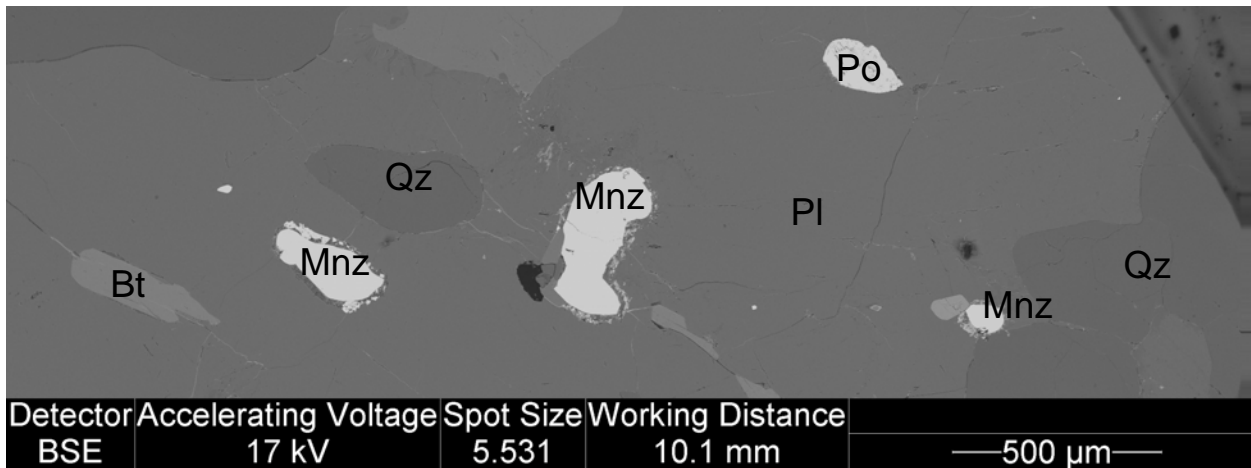 Po
Qz
Mnz
Pl
Mnz
Bt
Qz
Mnz
Detector Accelerating Voltage Spot Size Working Distance
BSE 17 kV 5.531 10.1 mm 500 µm